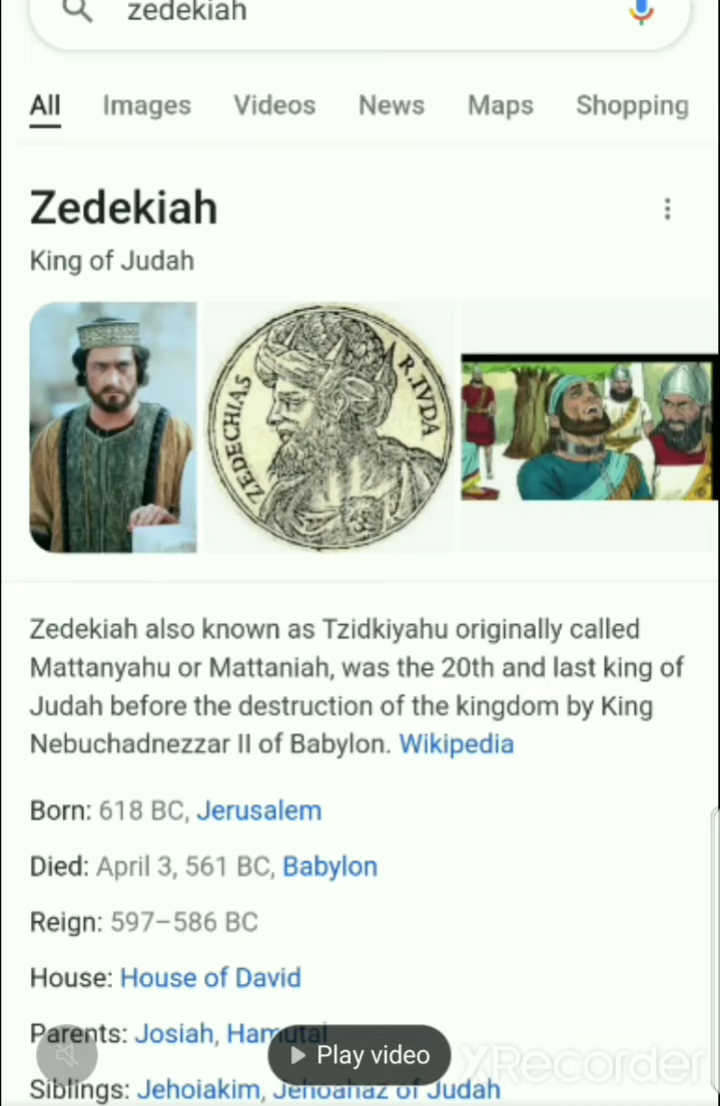 zedekiah
All Images Videos News Maps Shopping
Zedekiah
King of Judah
ZEDECHIAS R.IVDA
Zedekiah also known as Tzidkiyahu originally called
Mattanyahu or Mattaniah, was the 20th and last king of
Judah before the destruction of the kingdom by King
Nebuchadnezzar II of Babylon. Wikipedia
Born: 618 BC, Jerusalem
Died: April 3, 561 BC, Babylon
Reign: 597–586 BC
House: House of David
Parents: Josiah, Hamutal
Play video
XRecorder
Siblings: Jehoiakim, Jehoahaz of Judah